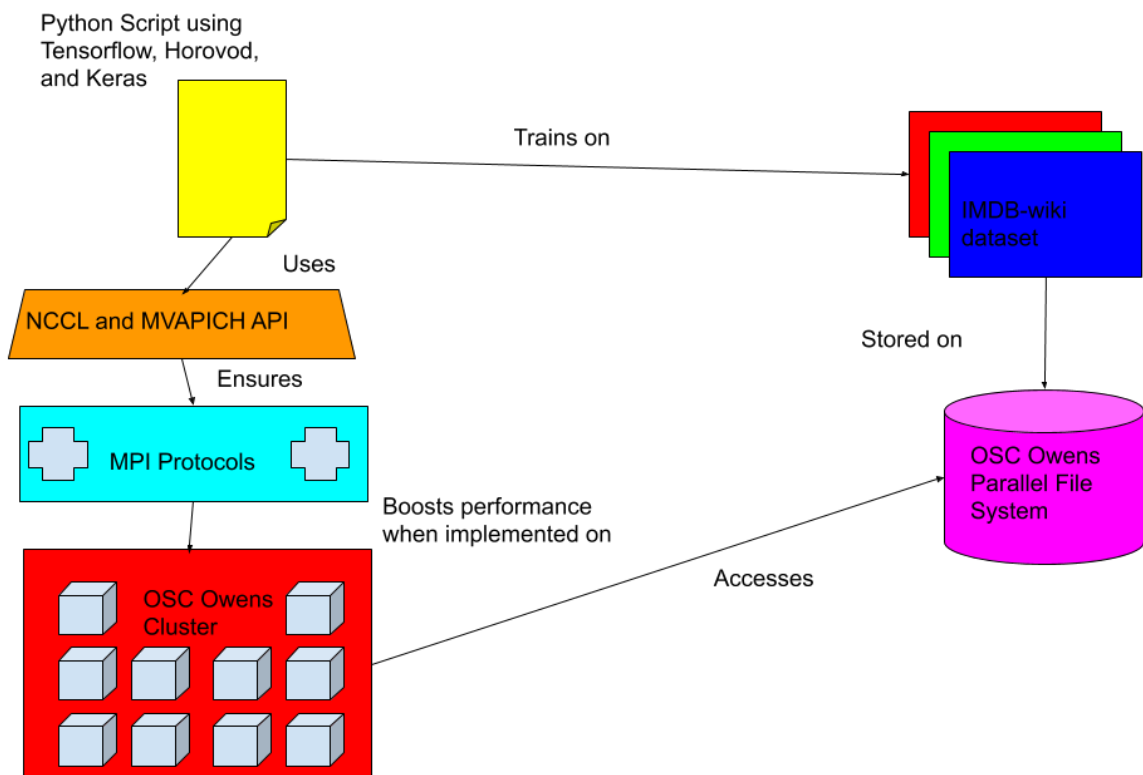 Python Script using
Tensorflow, Horovod,
and Keras
Trains on
IMDB-wiki
dataset
Uses
NCCL and MVAPICH API
Stored on
Ensures
MPI Protocols
OSC Owens
Parallel File
System
Boosts performance
when implemented on
Accesses
OSC Owens
Cluster